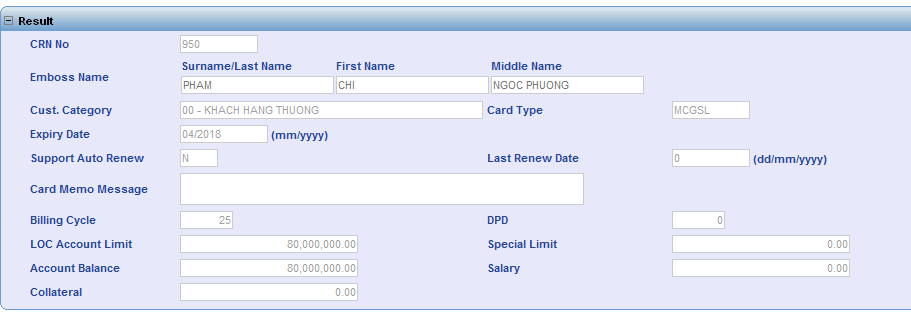 Result
CRN No 950
Surname/Last Name First Name Middle Name
Emboss Name PHAM CHI NGOC PHUONG
Cust. Category 00 - KHACH HANG THUONG Card Type MCGSL
Expiry Date 04/2018 (mm/yyyy)
Support Auto Renew N Last Renew Date 0 (dd/mm/yyyy)
Card Memo Message
Billing Cycle 25 DPD 0
LOC Account Limit 80,000,000.00 Special Limit 0.00
Account Balance 80,000,000.00 Salary 0.00
Collateral 0.00